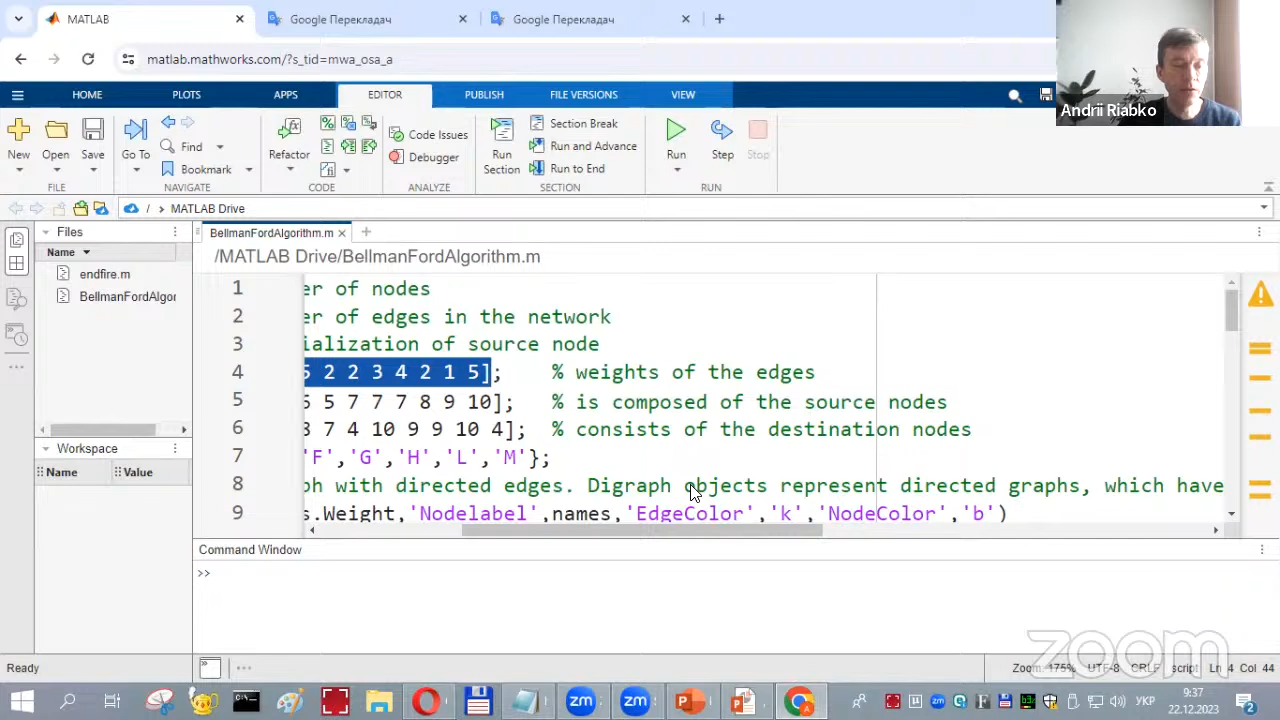 MATLAB
Google Перекладач
Google Перекладач
matlab.mathworks.com/?s_tid=mwa_osa_a
Andrii Riabko
HOME PLOTS APPS EDITOR PUBLISH FILE VERSIONS VIEW
New Open Save
Go To
Find
Bookmark
Refactor
Code Issues
Debugger
Run Section
Section Break
Run and Advance
Run to End
Run Step Stop
FILE NAVIGATE CODE ANALYZE SECTION RUN
/ MATLAB Drive
Files
Name
endfire.m
BellmanFordAlgor
Workspace
Name Value
BellmanFordAlgorithm.m
/MATLAB Drive/BellmanFordAlgorithm.m
1 er of nodes
2 er of edges in the network
3 ialization of source node
4 2 2 3 4 2 1 5]; % weights of the edges
5 5 7 7 7 8 9 10]; % is composed of the source nodes
6 7 4 10 9 9 10 4]; % consists of the destination nodes
7 'F','G','H','L','M'};
8 ph with directed edges. Digraph objects represent directed graphs, which have
9 s.Weight,'Nodelabel',names,'EdgeColor','k','NodeColor','b')
Command Window
>>
zoom
Ready
Zoom: 175% UTF-8 CRLF script Ln 4 Col 44
УКР
9:37
22.12.2023
2